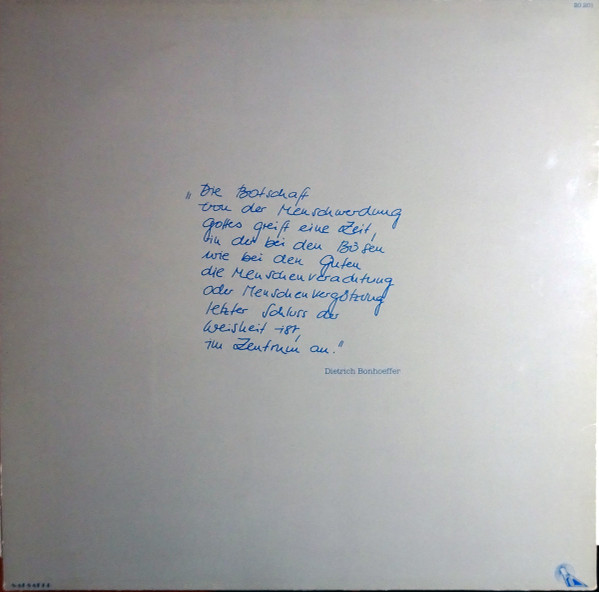 „Die Botschaft
von der Menschwerdung
Gottes greift eine Zeit,
in der bei den Bösen
wie bei den Guten
die Menschenverachtung
oder Menschenvergötzung
letzter Schluss der
Weisheit ist,
im Zentrum an."
Dietrich Bonhoeffer